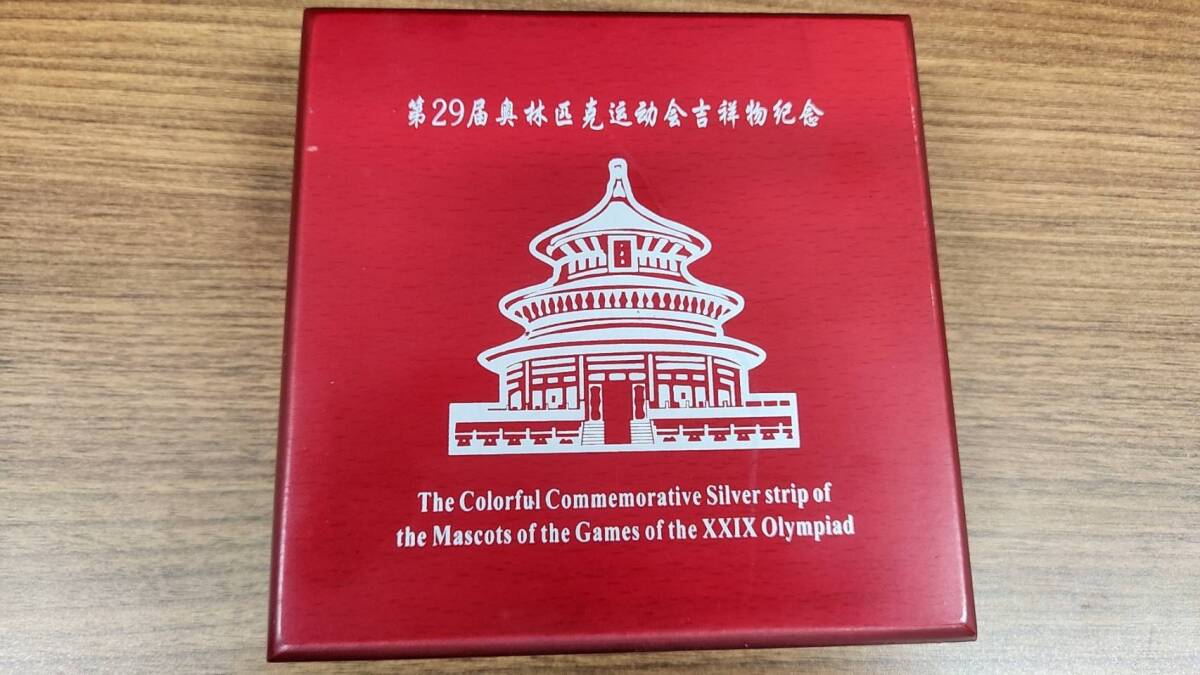 第29届奥林匹克运动会吉祥物纪念
The Colorful Commemorative Silver strip of
the Mascots of the Games of the XXIX Olympiad